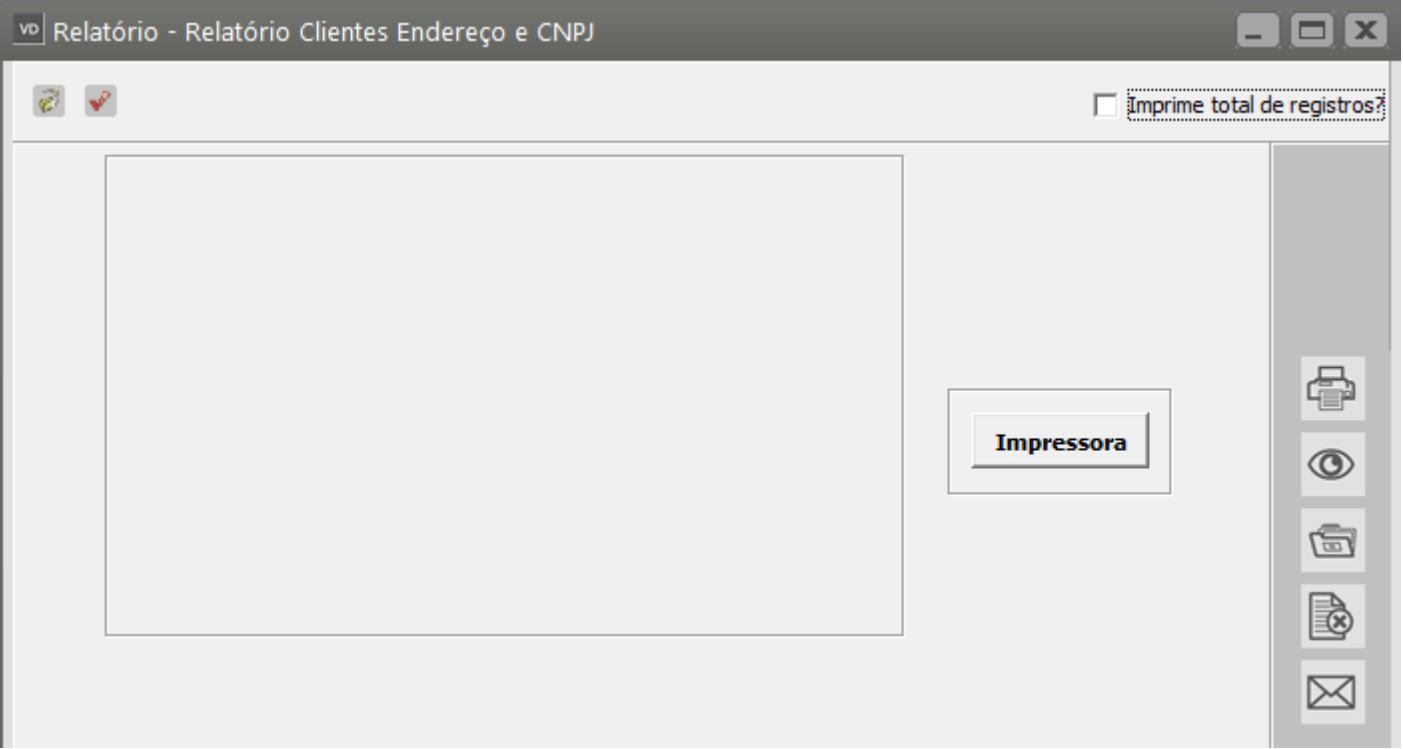 VD Relatório - Relatório Clientes Endereço e CNPJ
Imprime total de registros?
Impressora